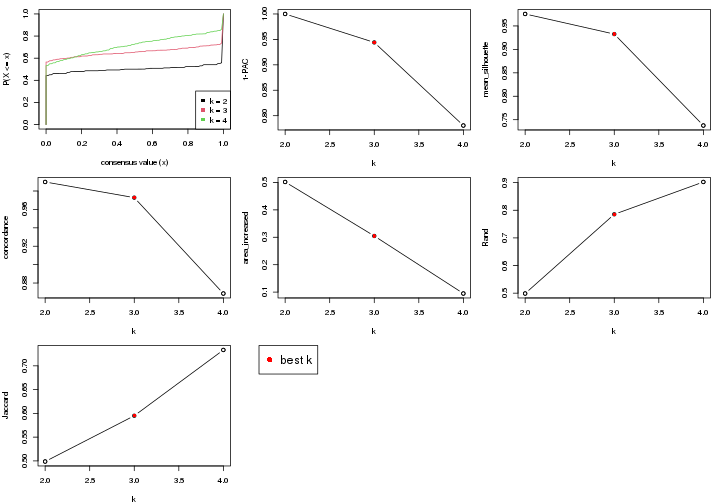 P(X <= x)
1.0
0.8
0.6
0.4
0.2
0.0
k = 2
k = 3
k = 4
0.0 0.2 0.4 0.6 0.8 1.0
consensus value (x)
1-PAC
1.00
0.95
0.90
0.85
0.80
2.0 2.5 3.0 3.5 4.0
k
mean_silhouette
0.95
0.90
0.85
0.80
0.75
2.0 2.5 3.0 3.5 4.0
k
concordance
0.96
0.92
0.88
2.0 2.5 3.0 3.5 4.0
k
area_increased
0.5
0.4
0.3
0.2
0.1
2.0 2.5 3.0 3.5 4.0
k
Rand
0.9
0.8
0.7
0.6
0.5
2.0 2.5 3.0 3.5 4.0
k
Jaccard
0.70
0.65
0.60
0.55
0.50
2.0 2.5 3.0 3.5 4.0
k
best k